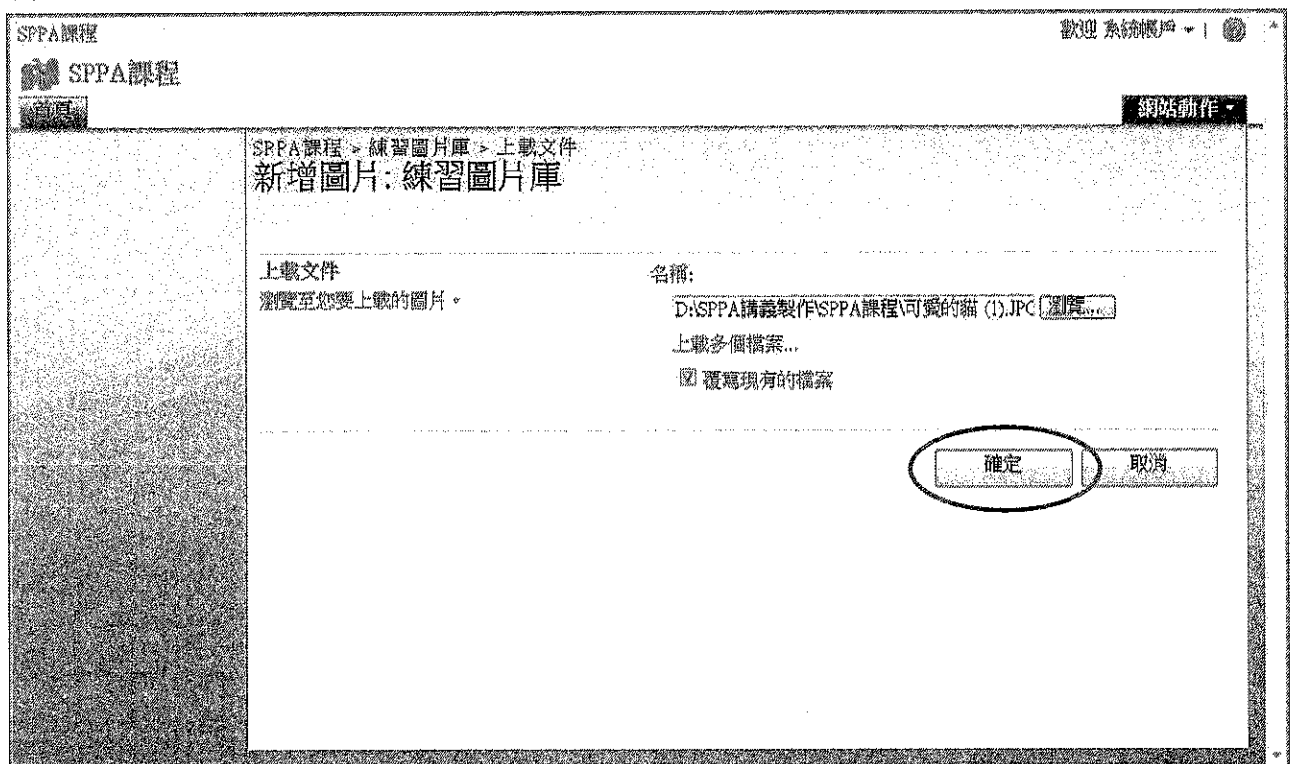 SPPA課程
歡迎 系統帳戶
SPPA課程
首頁
網站動作
SPPA課程 > 練習圖片庫 > 上載文件
新增圖片: 練習圖片庫
上載文件
名稱:
瀏覽至您要上載的圖片。
D:\SPPA講義製作\SPPA課程\可愛的貓 (1).JPG
瀏覽...
上載多個檔案...
覆寫現有的檔案
確定
取消